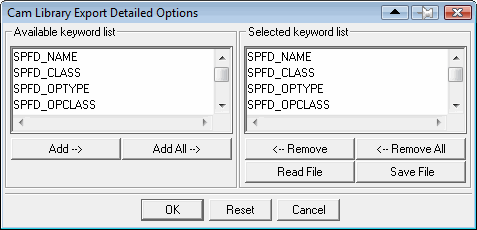 Cam Library Export Detailed Options
Available keyword list
SPFD_NAME
SPFD_CLASS
SPFD_OPTYPE
SPFD_OPCLASS
Add -->
Add All -->
Selected keyword list
SPFD_NAME
SPFD_CLASS
SPFD_OPTYPE
SPFD_OPCLASS
<-- Remove
<-- Remove All
Read File
Save File
OK
Reset
Cancel